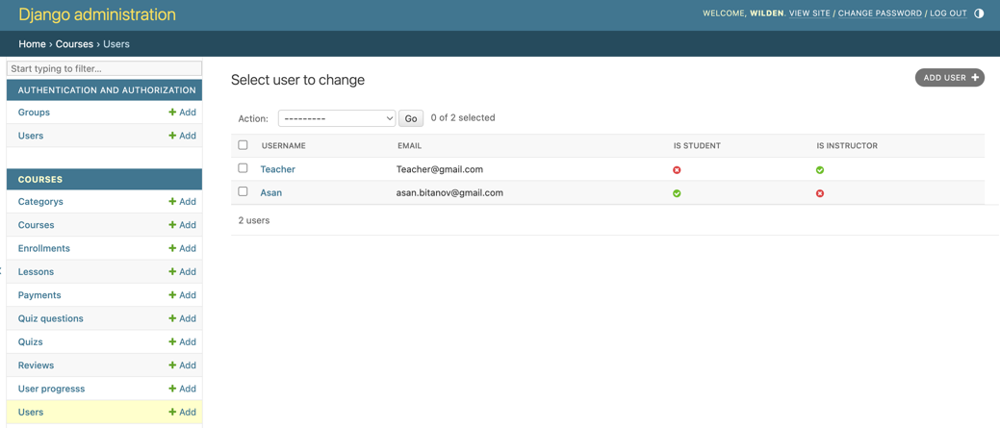 Django administration
WELCOME, WILDEN. VIEW SITE / CHANGE PASSWORD / LOG OUT
Home › Courses › Users
Start typing to filter...
AUTHENTICATION AND AUTHORIZATION
Groups + Add
Users + Add
COURSES
Categorys + Add
Courses + Add
Enrollments + Add
Lessons + Add
Payments + Add
Quiz questions + Add
Quizs + Add
Reviews + Add
User progresss + Add
Users + Add
Select user to change
ADD USER +
Action: --------- Go 0 of 2 selected
USERNAME EMAIL IS STUDENT IS INSTRUCTOR
Teacher Teacher@gmail.com
Asan asan.bitanov@gmail.com
2 users